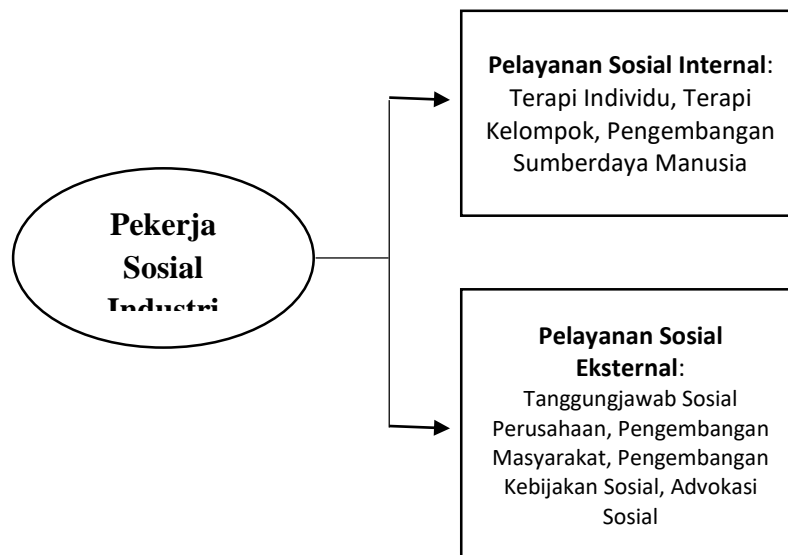 Pelayanan Sosial Internal:
Terapi Individu, Terapi
Kelompok, Pengembangan
Sumberdaya Manusia
Pekerja
Sosial
Industri
Pelayanan Sosial
Eksternal:
Tanggungjawab Sosial
Perusahaan, Pengembangan
Masyarakat, Pengembangan
Kebijakan Sosial, Advokasi
Sosial